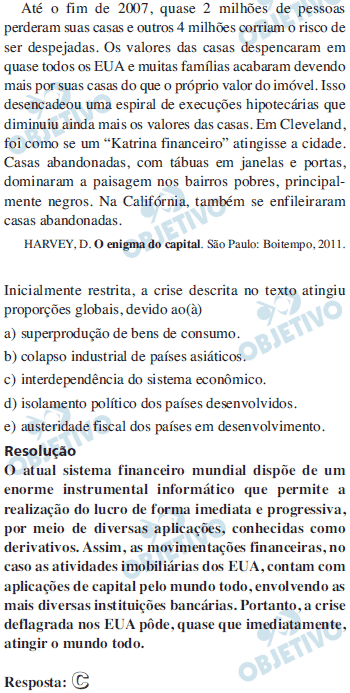 Até o fim de 2007, quase 2 milhões de pessoas
perderam suas casas e outros 4 milhões corriam o risco de
ser despejadas. Os valores das casas despencaram em
quase todos os EUA e muitas famílias acabaram devendo
mais por suas casas do que o próprio valor do imóvel. Isso
desencadeou uma espiral de execuções hipotecárias que
diminuiu ainda mais os valores das casas. Em Cleveland,
foi como se um “Katrina financeiro” atingisse a cidade.
Casas abandonadas, com tábuas em janelas e portas,
dominaram a paisagem nos bairros pobres, principal-
mente negros. Na Califórnia, também se enfileiraram
casas abandonadas.
HARVEY, D. O enigma do capital. São Paulo: Boitempo, 2011.
Inicialmente restrita, a crise descrita no texto atingiu
proporções globais, devido ao(à)
a) superprodução de bens de consumo.
b) colapso industrial de países asiáticos.
c) interdependência do sistema econômico.
d) isolamento político dos países desenvolvidos.
e) austeridade fiscal dos países em desenvolvimento.
Resolução
O atual sistema financeiro mundial dispõe de um
enorme instrumental informático que permite a
realização do lucro de forma imediata e progressiva,
por meio de diversas aplicações, conhecidas como
derivativos. Assim, as movimentações financeiras, no
caso as atividades imobiliárias dos EUA, contam com
aplicações de capital pelo mundo todo, envolvendo as
mais diversas instituições bancárias. Portanto, a crise
deflagrada nos EUA pôde, quase que imediatamente,
atingir o mundo todo.
Resposta: C
OBJETIVO
OBJETIVO
OBJETIVO
OBJETIVO
OBJETIVO
OBJETIVO
OBJETIVO
OBJETIVO